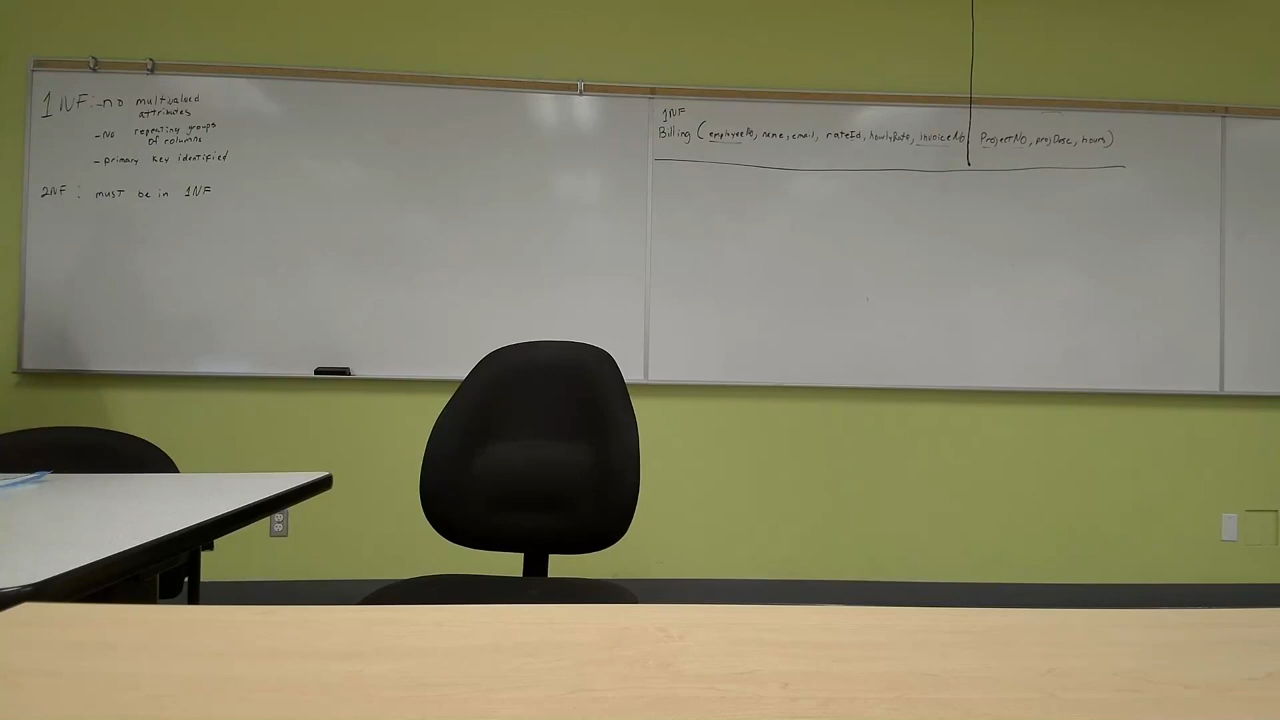 1NF: -no multivalued
attributes
-No repeating groups
of columns
-primary key identified
2NF: must be in 1NF
1NF
Billing (employeeNo, name, email, rateId, hourlyRate, invoiceNo, ProjectNo, projDesc, hours)